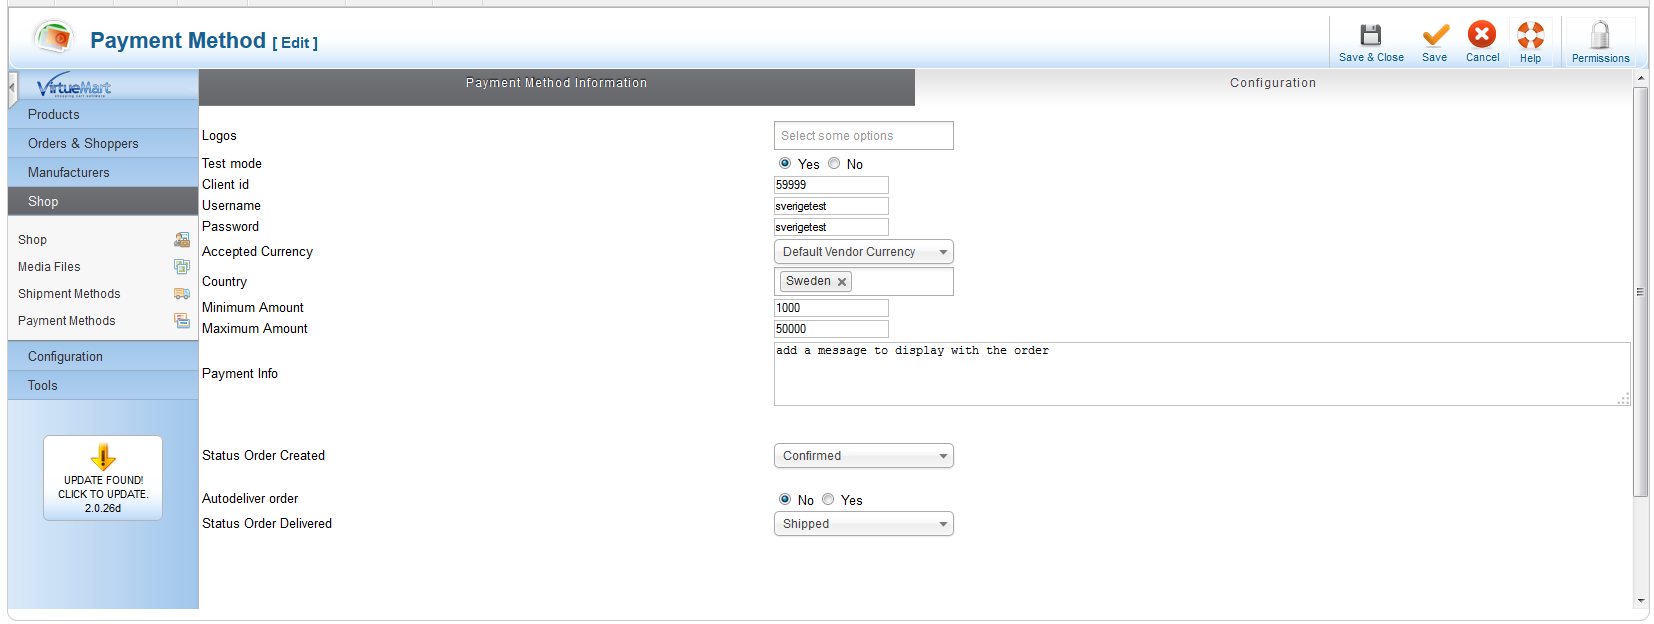 Payment Method [ Edit ]
Save & Close
Save
Cancel
Help
Permissions
VirtueMart
Products
Orders & Shoppers
Manufacturers
Shop
Shop
Media Files
Shipment Methods
Payment Methods
Configuration
Tools
UPDATE FOUND!
CLICK TO UPDATE.
2.0.26d
Payment Method Information
Configuration
Logos
Select some options
Test mode
Yes No
Client id
59999
Username
sverigetest
Password
sverigetest
Accepted Currency
Default Vendor Currency
Country
Sweden
Minimum Amount
1000
Maximum Amount
50000
Payment Info
add a message to display with the order
Status Order Created
Confirmed
Autodeliver order
No Yes
Status Order Delivered
Shipped